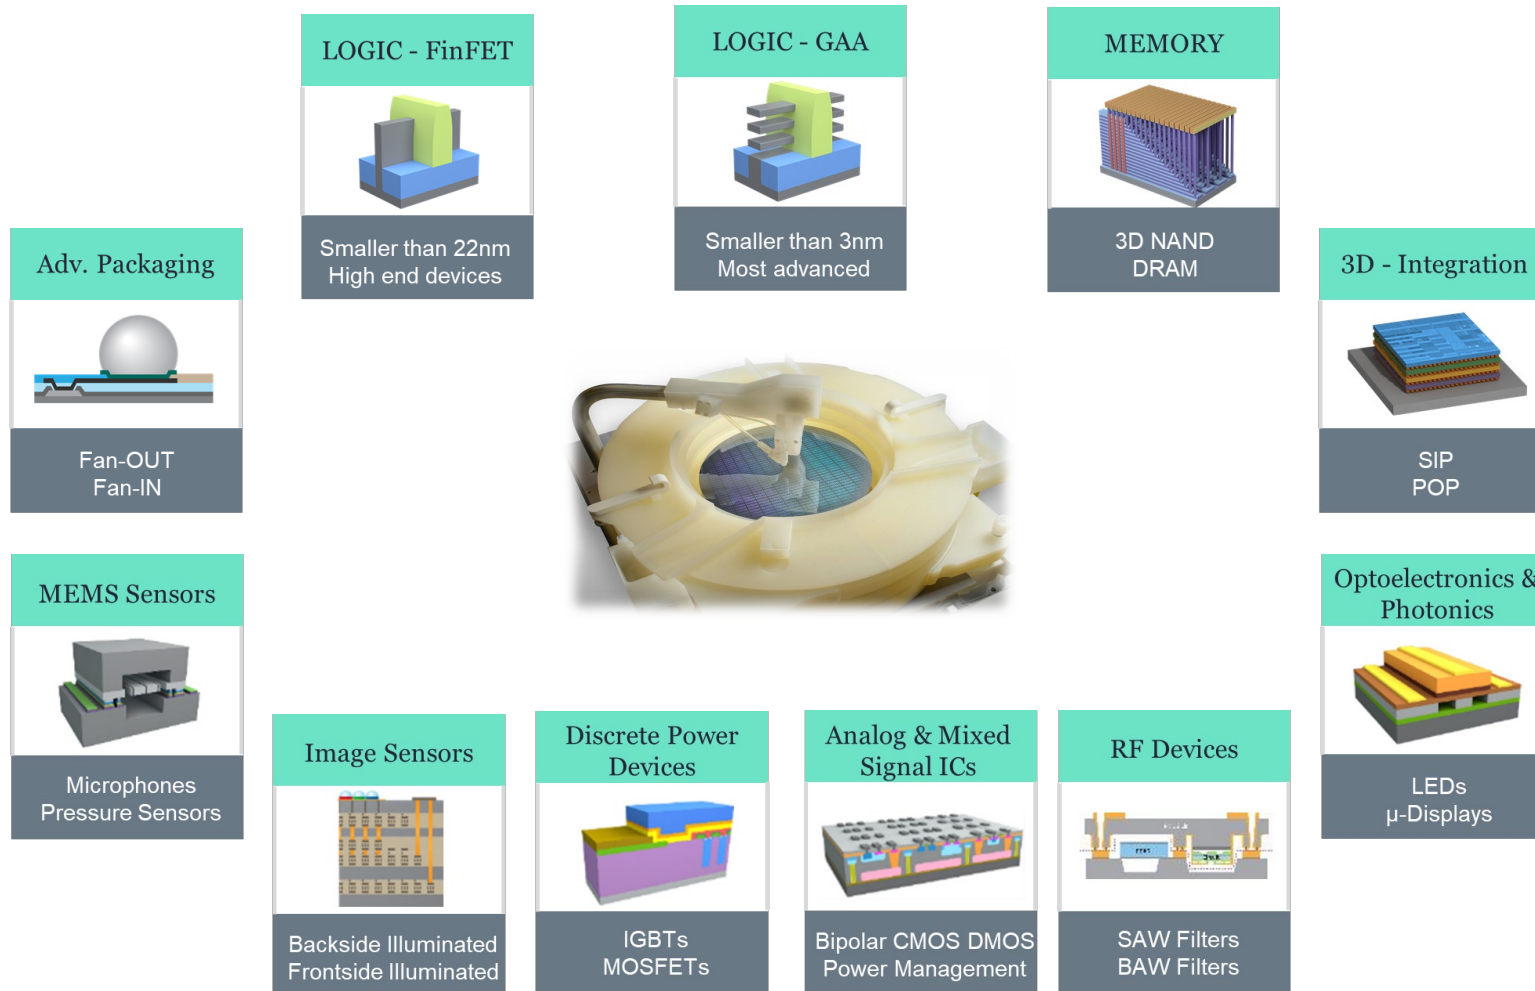 LOGIC - FinFET
Smaller than 22nm
High end devices
LOGIC - GAA
Smaller than 3nm
Most advanced
MEMORY
3D NAND
DRAM
Adv. Packaging
Fan-OUT
Fan-IN
3D - Integration
SIP
POP
MEMS Sensors
Microphones
Pressure Sensors
Optoelectronics &
Photonics
LEDs
µ-Displays
Image Sensors
Backside Illuminated
Frontside Illuminated
Discrete Power
Devices
IGBTs
MOSFETs
Analog & Mixed
Signal ICs
Bipolar CMOS DMOS
Power Management
RF Devices
SAW Filters
BAW Filters